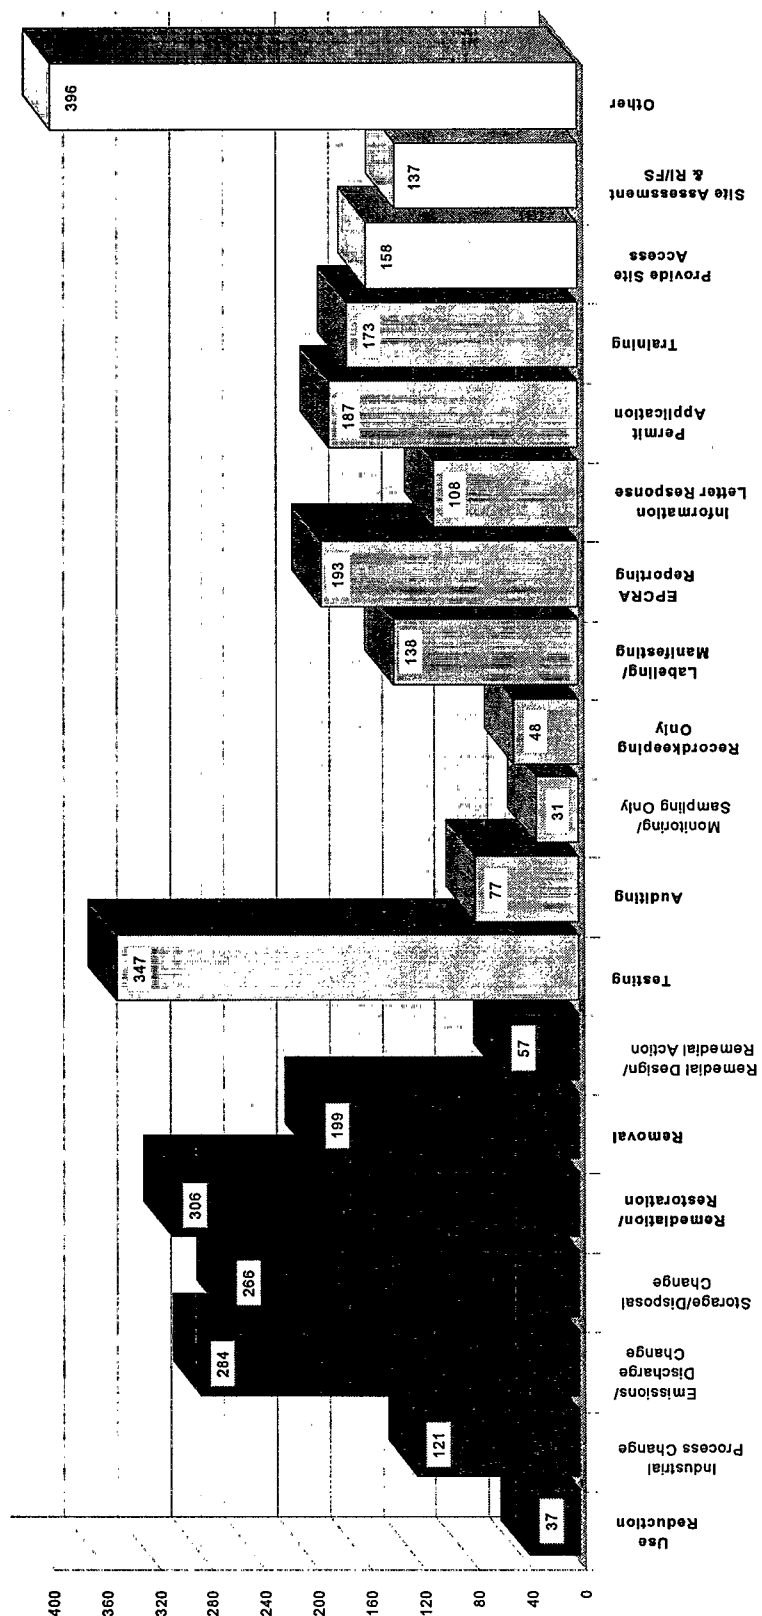 400
360
320
280
240
200
160
120
80
40
0
37
121
284
266
306
199
57
347
77
31
48
138
193
108
187
173
158
137
396
Use
Reduction
Industrial
Process Change
Emissions/
Discharge
Change
Storage/Disposal
Change
Remediation/
Restoration
Removal
Remedial Design/
Remedial Action
Testing
Auditing
Monitoring/
Sampling Only
Recordkeeping
Only
Labeling/
Manifesting
EPCRA
Reporting
Information
Letter Response
Permit
Application
Training
Provide Site
Access
Site Assessment
& RI/FS
Other